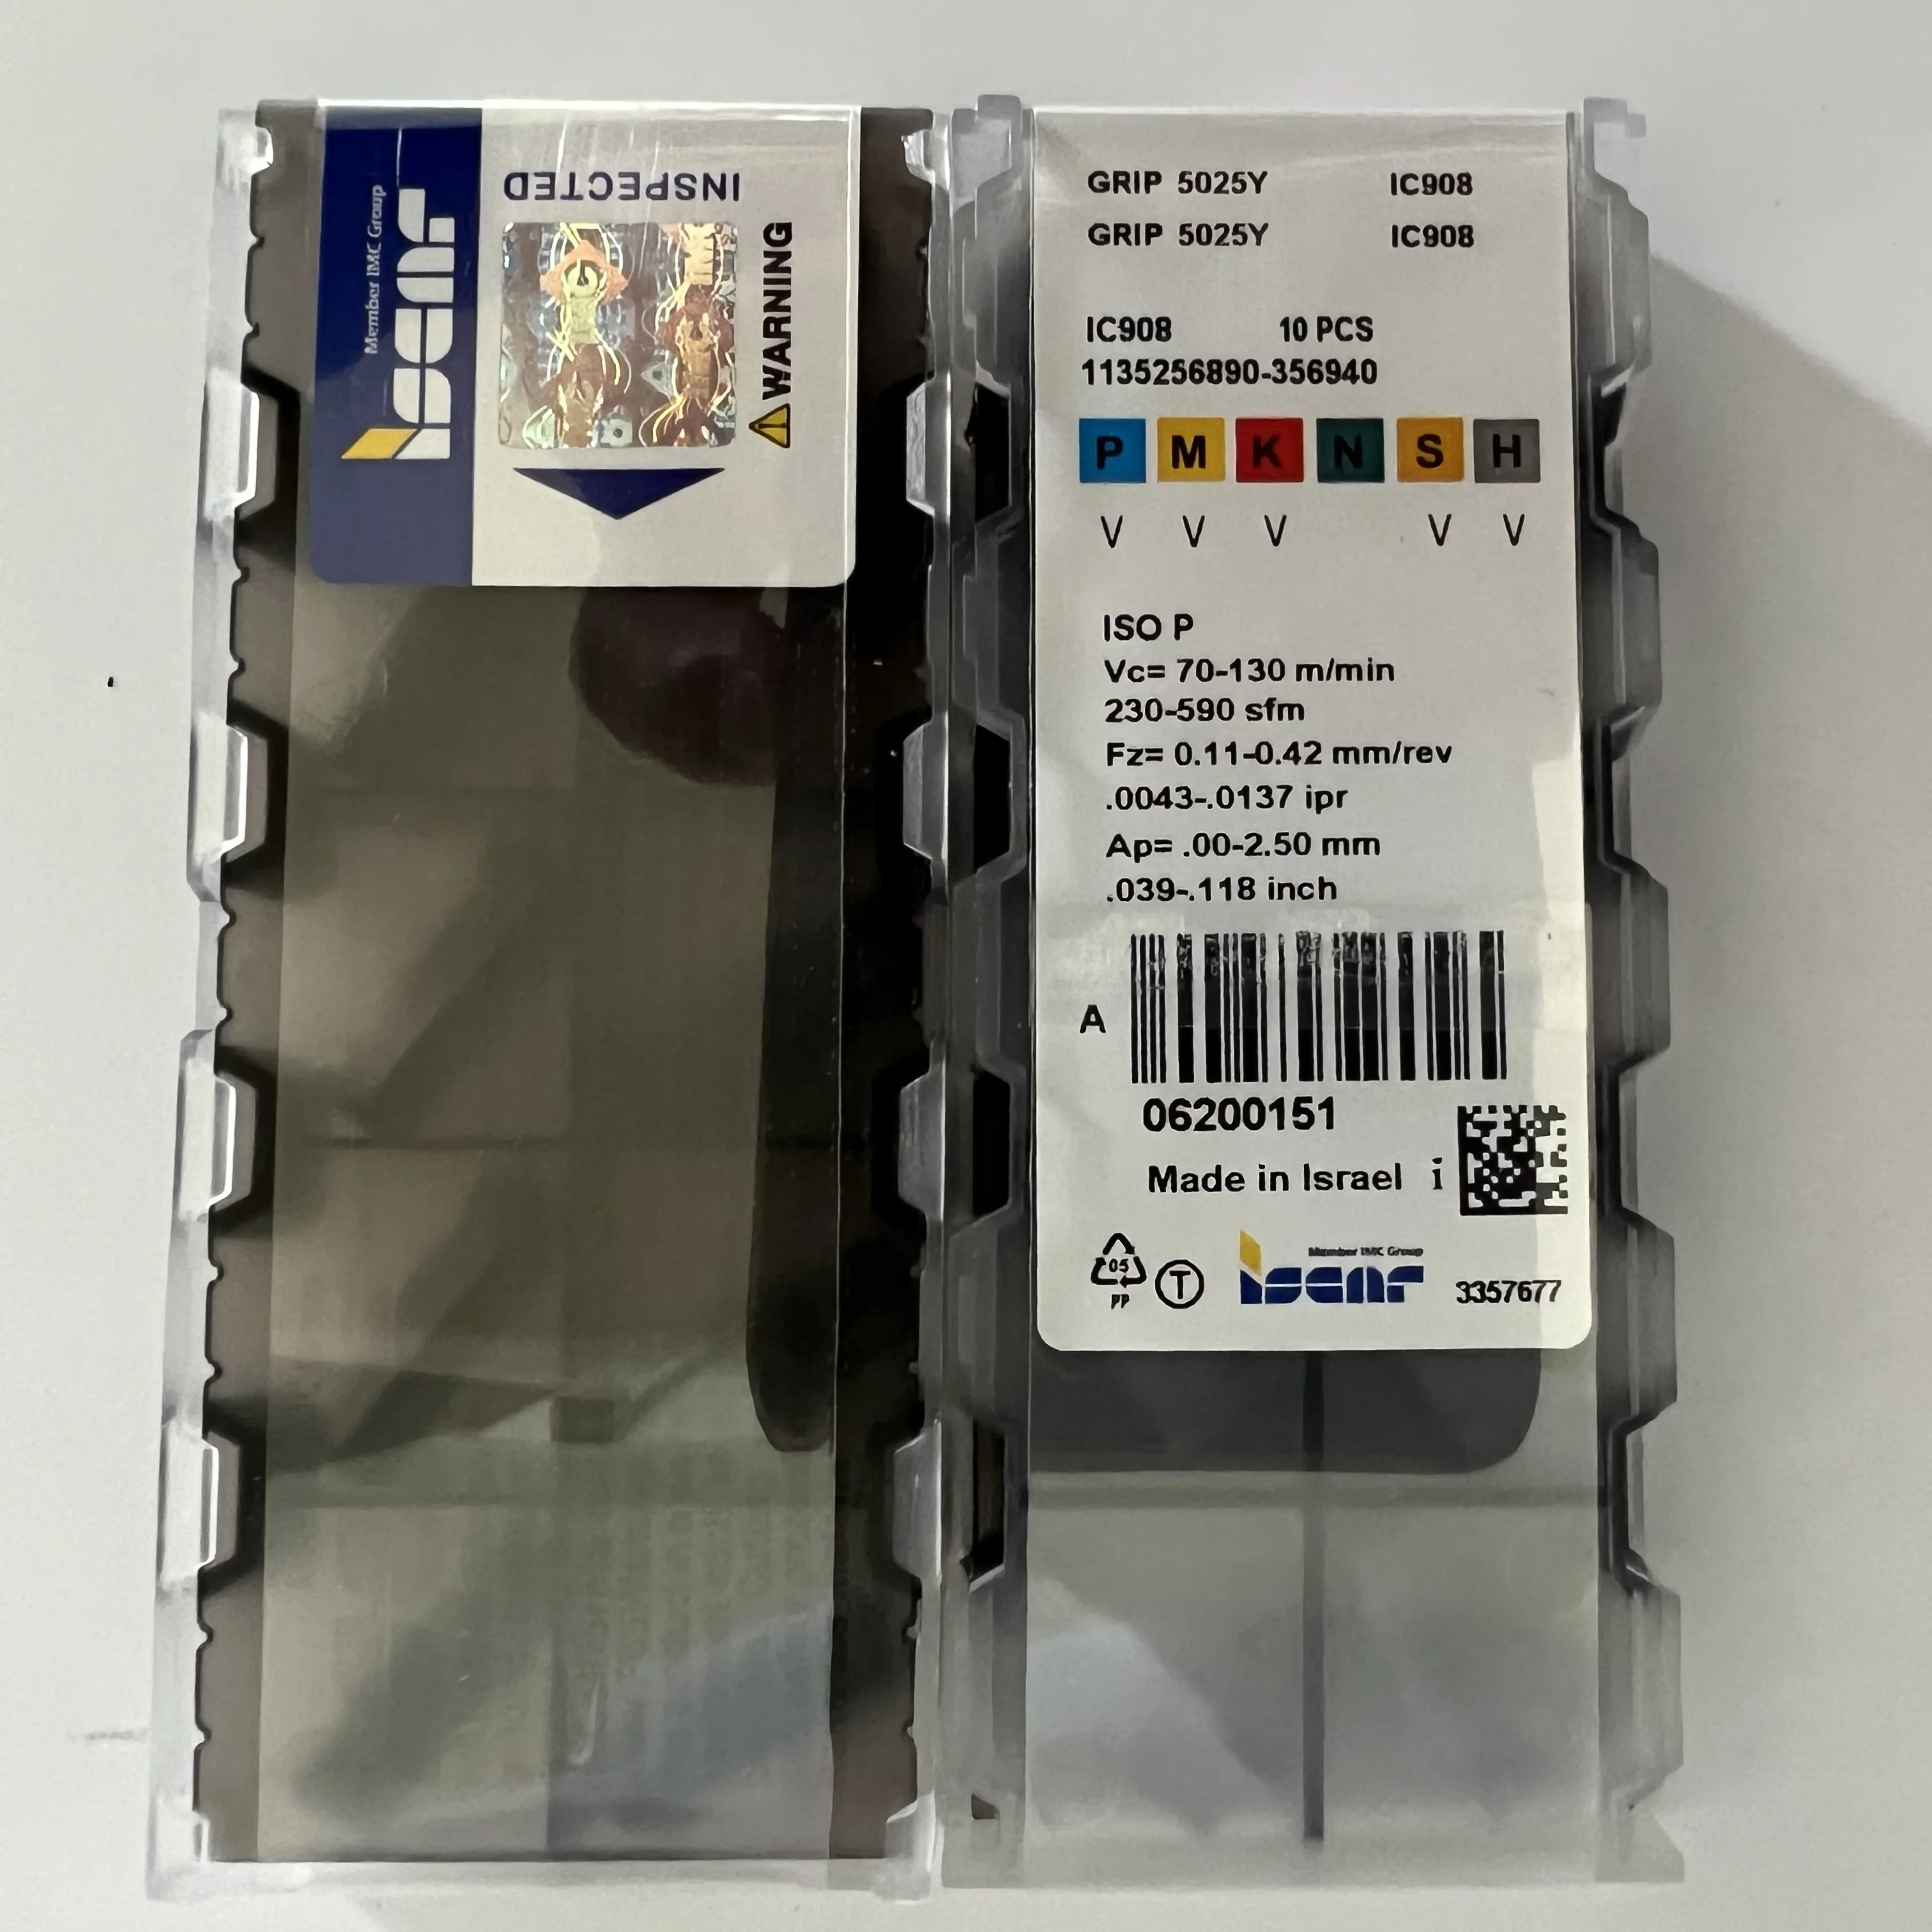 INSPECTED
Member IMC Group
iscar
WARNING
GRIP 5025Y IC908
GRIP 5025Y IC908
IC908 10 PCS
1135256890-356940
P M K N S H
V V V V V
ISO P
Vc= 70-130 m/min
230-590 sfm
Fz= 0.11-0.42 mm/rev
.0043-.0137 ipr
Ap= .00-2.50 mm
.039-.118 inch
A
06200151
Made in Israel i
05
PP
T
Member IMC Group
iscar
3357677